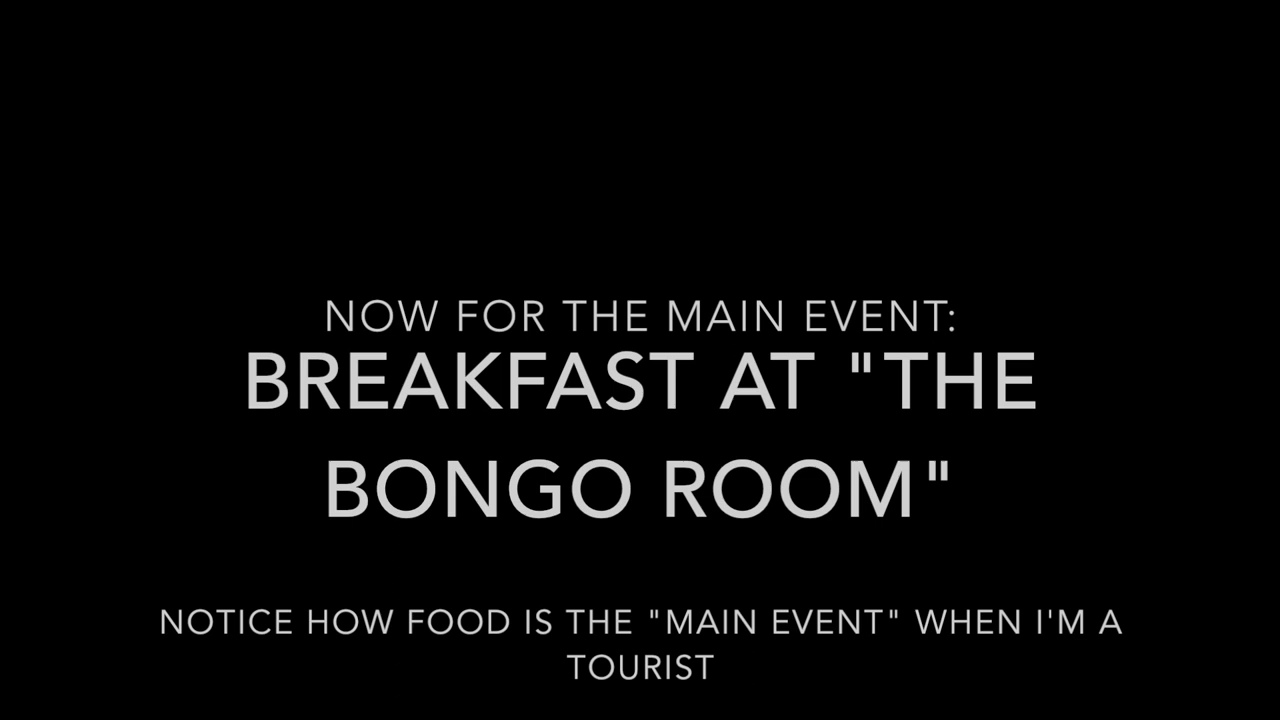 NOW FOR THE MAIN EVENT:
BREAKFAST AT "THE
BONGO ROOM"
NOTICE HOW FOOD IS THE "MAIN EVENT" WHEN I'M A
TOURIST